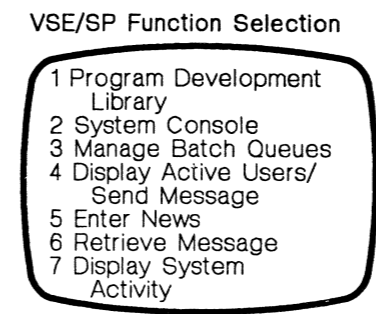 VSE/SP Function Selection
1 Program Development
Library
2 System Console
3 Manage Batch Queues
4 Display Active Users/
Send Message
5 Enter News
6 Retrieve Message
7 Display System
Activity